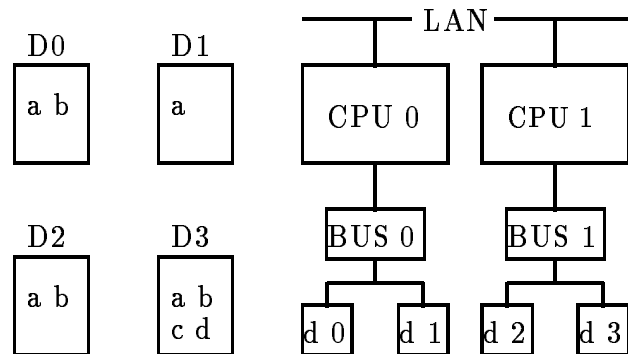 LAN
D0
D1
a b
a
CPU 0
CPU 1
D2
D3
BUS 0
BUS 1
a b
a b
c d
d 0
d 1
d 2
d 3